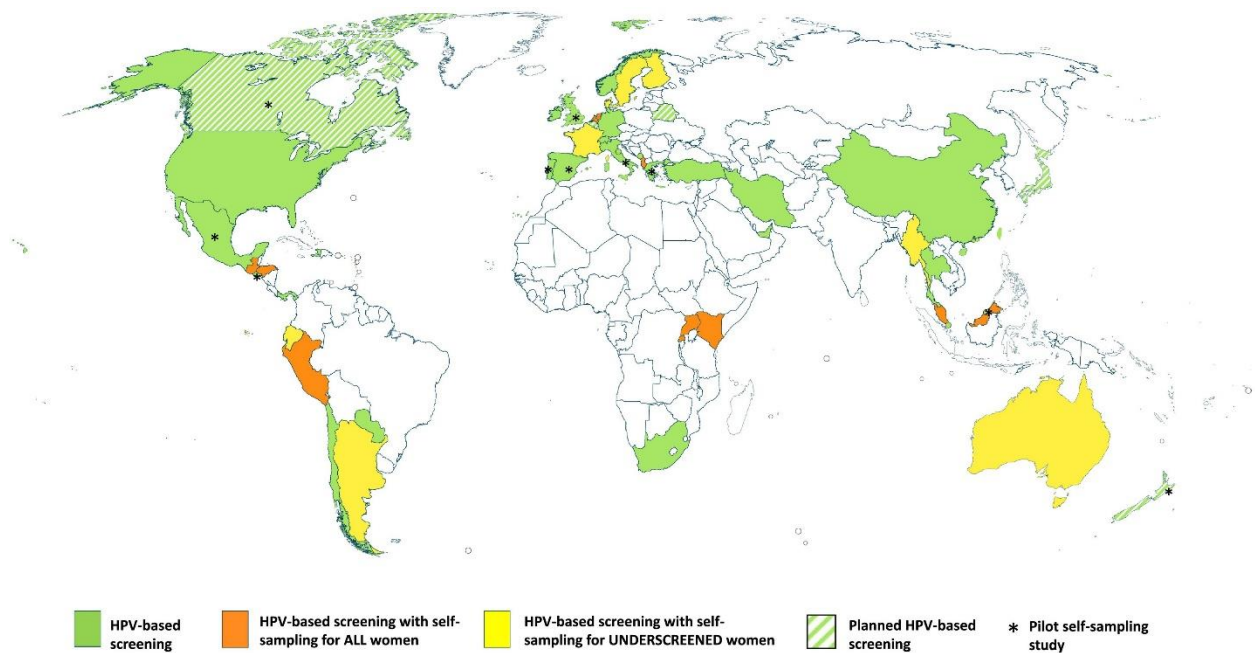 HPV-based
screening
HPV-based screening with self-
sampling for ALL women
HPV-based screening with self-
sampling for UNDERSCREENED women
Planned HPV-based
screening
* Pilot self-sampling
study